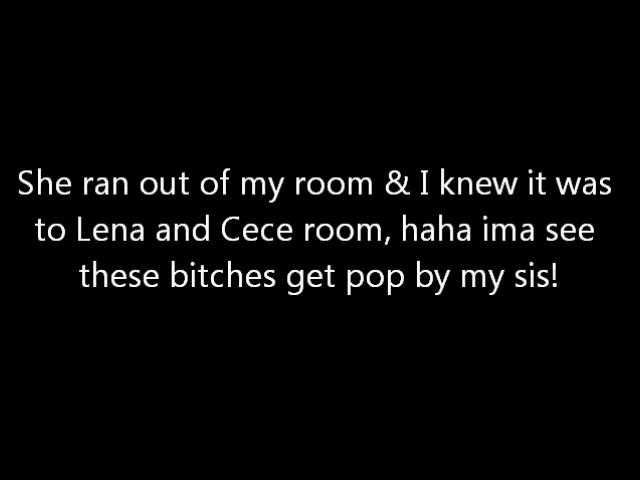 She ran out of my room & I knew it was
to Lena and Cece room, haha ima see
these bitches get pop by my sis!